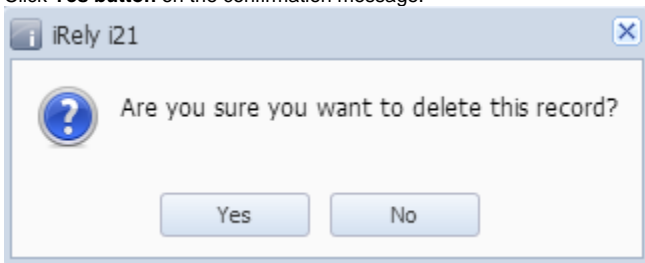 Click Yes button on the confirmation message.
iRely i21
Are you sure you want to delete this record?
Yes No